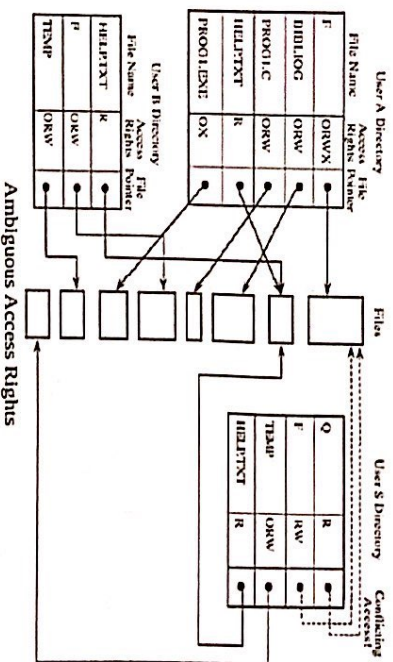 User A Directory
File Name Access Rights File Pointer
F ORWX
BIBLIOG ORW
PROG1.C ORW
HELP.TXT R
PROG1.EXE OX
User B Directory
File Name Access Rights File Pointer
HELP.TXT R
F ORW
TEMP ORW
Files
User S Directory
Conflicting Access!
Q R
F RW
TEMP ORW
HELP.TXT R
Ambiguous Access Rights